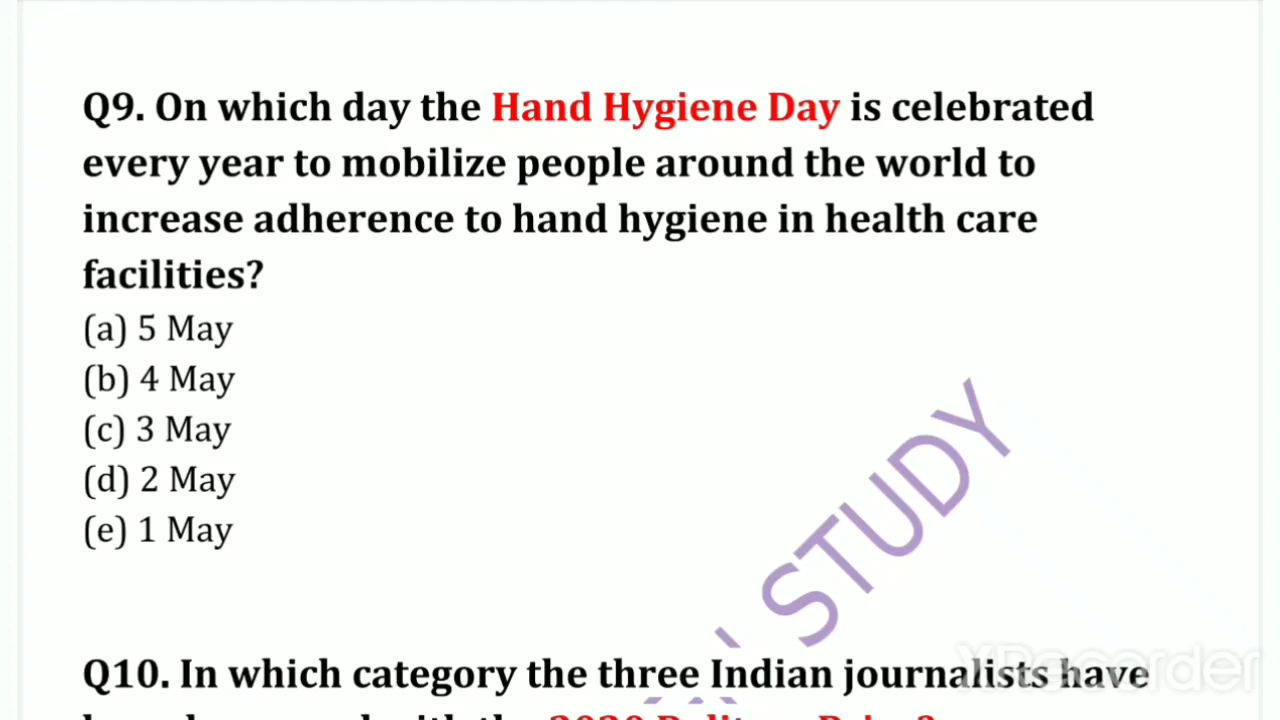 Q9. On which day the Hand Hygiene Day is celebrated
every year to mobilize people around the world to
increase adherence to hand hygiene in health care
facilities?
(a) 5 May
(b) 4 May
(c) 3 May
(d) 2 May
(e) 1 May
STUDY
Q10. In which category the three Indian journalists have
XRecorder